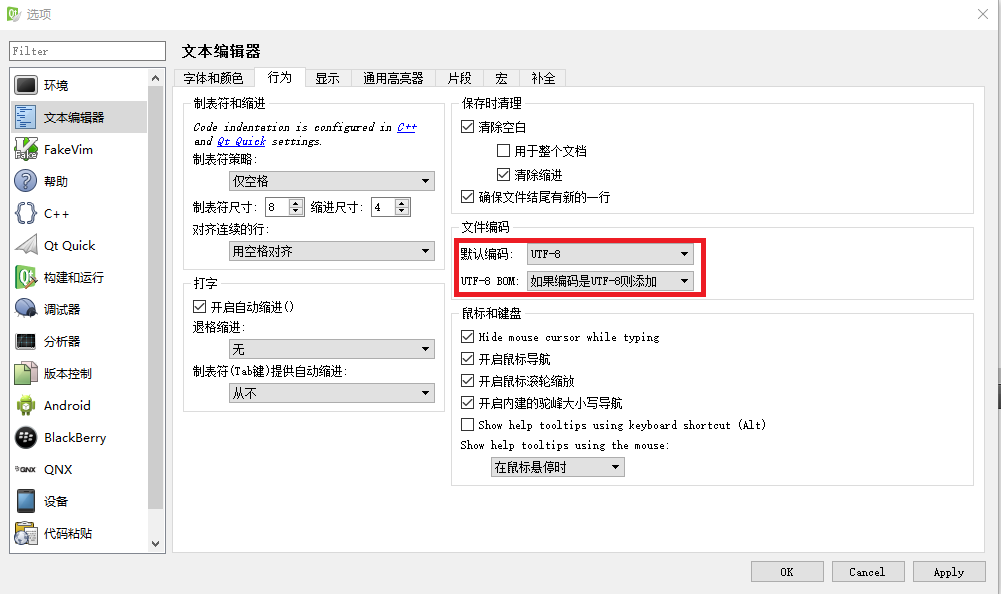 选项
Filter
环境
文本编辑器
FakeVim
帮助
C++
Qt Quick
构建和运行
调试器
分析器
版本控制
Android
BlackBerry
QNX
QNX
设备
代码粘贴
文本编辑器
字体和颜色 行为 显示 通用高亮器 片段 宏 补全
制表符和缩进
Code indentation is configured in C++
and Qt Quick settings.
制表符策略:
仅空格
制表符尺寸: 8 缩进尺寸: 4
对齐连续的行:
用空格对齐
打字
开启自动缩进()
退格缩进:
无
制表符(Tab键)提供自动缩进:
从不
保存时清理
清除空白
用于整个文档
清除缩进
确保文件结尾有新的一行
文件编码
默认编码: UTF-8
UTF-8 BOM: 如果编码是UTF-8则添加
鼠标和键盘
Hide mouse cursor while typing
开启鼠标导航
开启鼠标滚轮缩放
开启内建的驼峰大小写导航
Show help tooltips using keyboard shortcut (Alt)
Show help tooltips using the mouse:
在鼠标悬停时
OK Cancel Apply